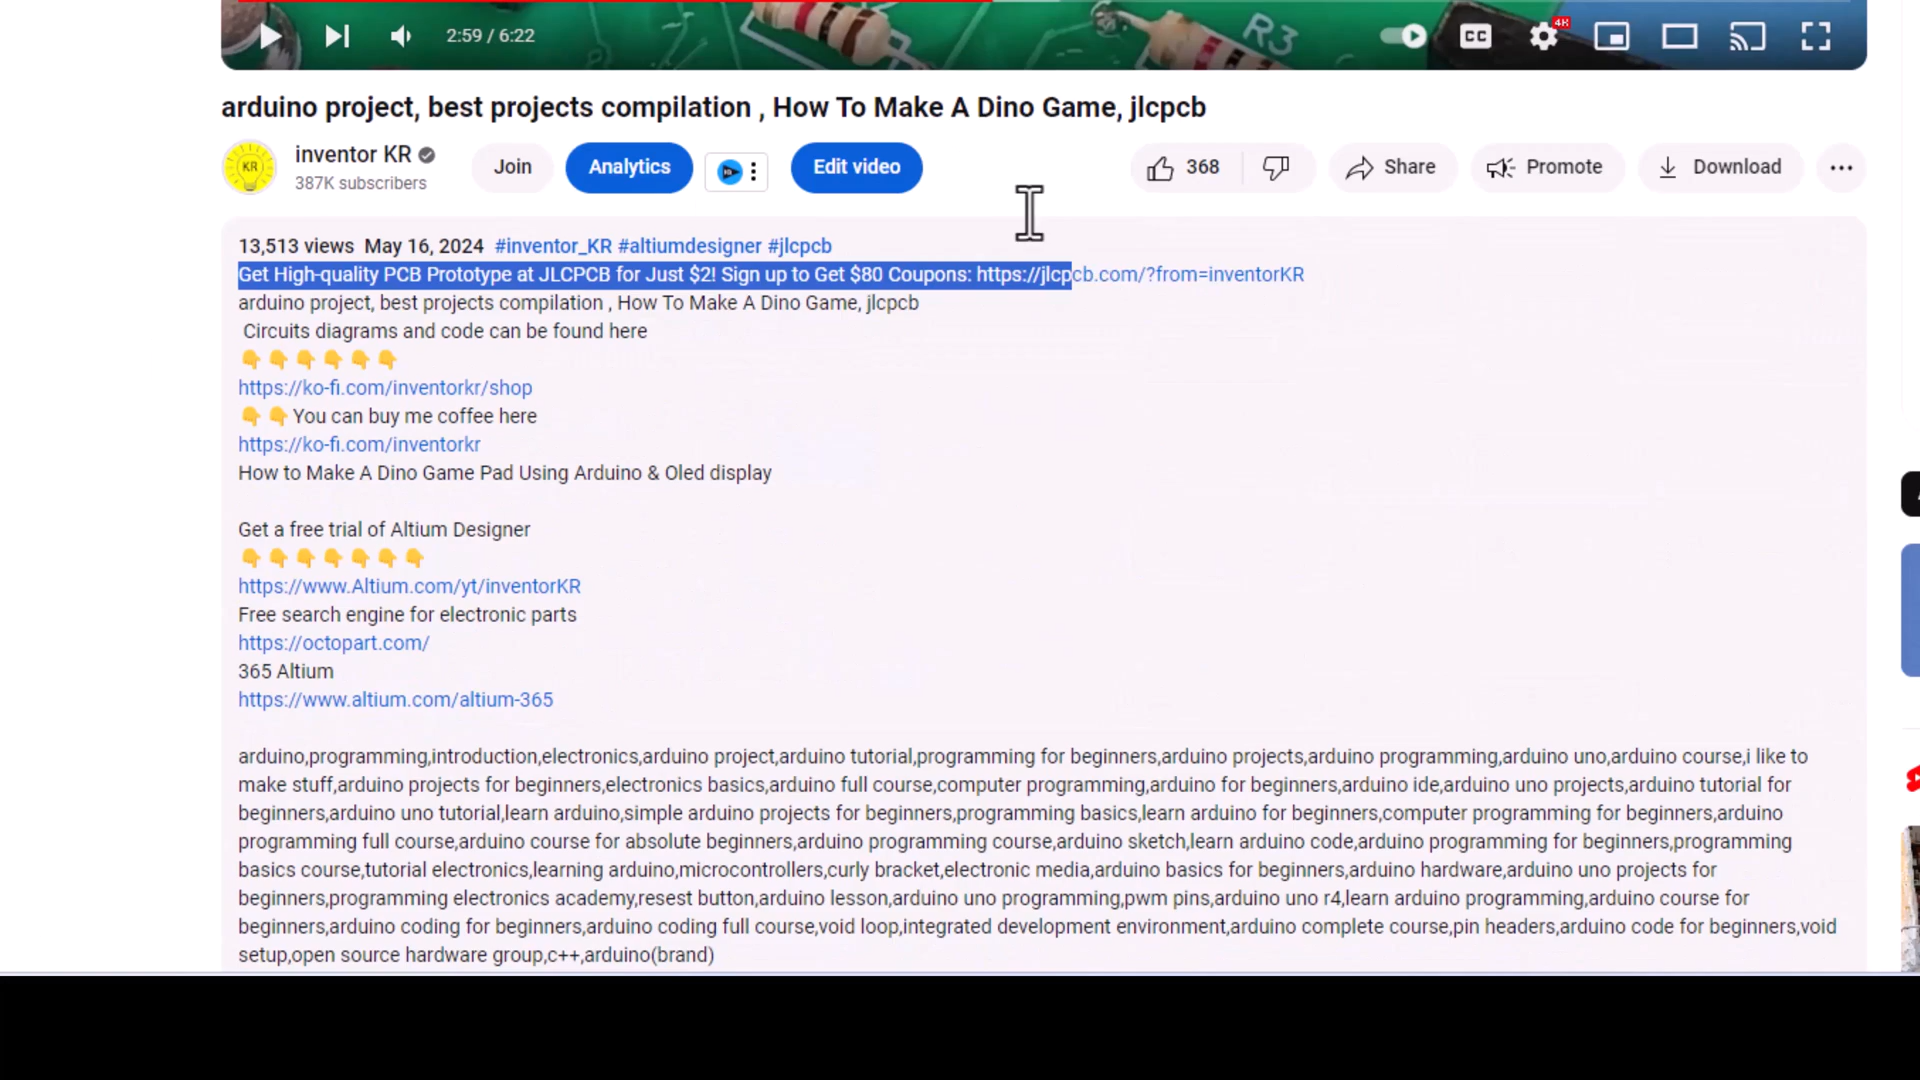 R3
2:59 / 6:22
CC
4K
arduino project, best projects compilation , How To Make A Dino Game, jlcpcb
KR
inventor KR
387K subscribers
Join
Analytics
Edit video
368
Share
Promote
Download
13,513 views May 16, 2024 #inventor_KR #altiumdesigner #jlcpcb
Get High-quality PCB Prototype at JLCPCB for Just $2! Sign up to Get $80 Coupons: https://jlcpcb.com/?from=inventorKR
arduino project, best projects compilation , How To Make A Dino Game, jlcpcb
Circuits diagrams and code can be found here
👇👇👇👇👇👇
https://ko-fi.com/inventorkr/shop
👇👇You can buy me coffee here
https://ko-fi.com/inventorkr
How to Make A Dino Game Pad Using Arduino & Oled display
Get a free trial of Altium Designer
👇👇👇👇👇👇👇
https://www.Altium.com/yt/inventorKR
Free search engine for electronic parts
https://octopart.com/
365 Altium
https://www.altium.com/altium-365
arduino,programming,introduction,electronics,arduino project,arduino tutorial,programming for beginners,arduino projects,arduino programming,arduino uno,arduino course,i like to
make stuff,arduino projects for beginners,electronics basics,arduino full course,computer programming,arduino for beginners,arduino ide,arduino uno projects,arduino tutorial for
beginners,arduino uno tutorial,learn arduino,simple arduino projects for beginners,programming basics,learn arduino for beginners,computer programming for beginners,arduino
programming full course,arduino course for absolute beginners,arduino programming course,arduino sketch,learn arduino code,arduino programming for beginners,programming
basics course,tutorial electronics,learning arduino,microcontrollers,curly bracket,electronic media,arduino basics for beginners,arduino hardware,arduino uno projects for
beginners,programming electronics academy,resest button,arduino lesson,arduino uno programming,pwm pins,arduino uno r4,learn arduino programming,arduino course for
beginners,arduino coding for beginners,arduino coding full course,void loop,integrated development environment,arduino complete course,pin headers,arduino code for beginners,void
setup,open source hardware group,c++,arduino(brand)